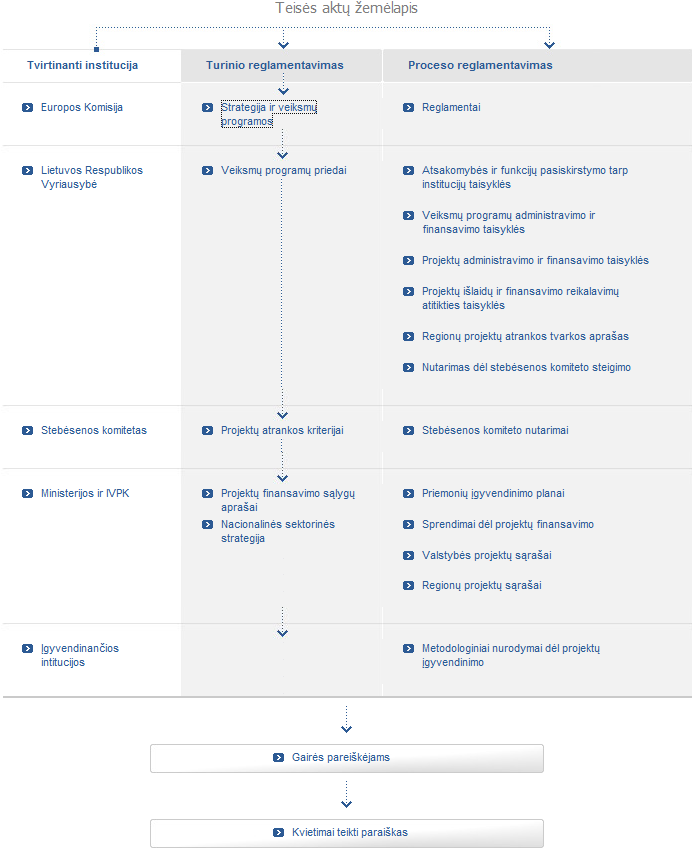 Teisės aktų žemėlapis
Tvirtinanti institucija
Turinio reglamentavimas
Proceso reglamentavimas
Europos Komisija
Strategija ir veiksmų
programos
Reglamentai
Lietuvos Respublikos
Vyriausybė
Veiksmų programų priedai
Atsakomybės ir funkcijų pasiskirstymo tarp
institucijų taisyklės
Veiksmų programų administravimo ir
finansavimo taisyklės
Projektų administravimo ir finansavimo taisyklės
Projektų išlaidų ir finansavimo reikalavimų
atitikties taisyklės
Regionų projektų atrankos tvarkos aprašas
Nutarimas dėl stebėsenos komiteto steigimo
Stebėsenos komitetas
Projektų atrankos kriterijai
Stebėsenos komiteto nutarimai
Ministerijos ir IVPK
Projektų finansavimo sąlygų
aprašai
Nacionalinės sektorinės
strategija
Priemonių įgyvendinimo planai
Sprendimai dėl projektų finansavimo
Valstybės projektų sąrašai
Regionų projektų sąrašai
Įgyvendinančios
intitucijos
Metodologiniai nurodymai dėl projektų
įgyvendinimo
Gairės pareiškėjams
Kvietimai teikti paraiškas